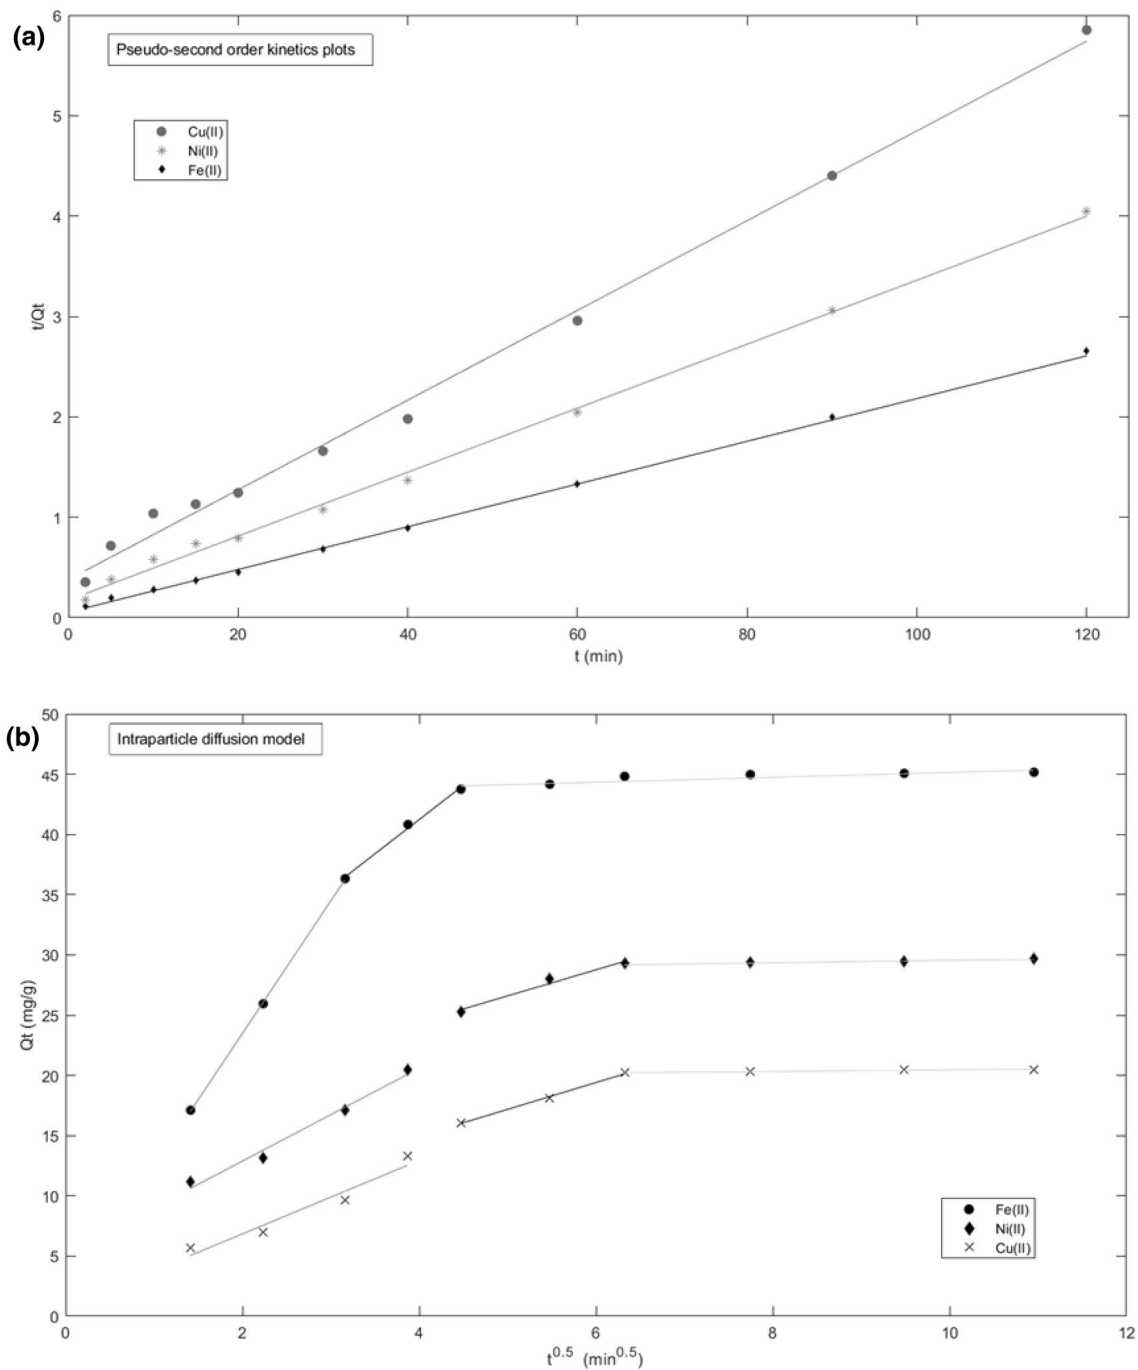 (a)
Pseudo-second order kinetics plots
Cu(II)
Ni(II)
Fe(II)
6
5
4
3
2
1
0
t/Qt
0 20 40 60 80 100 120
t (min)
(b)
Intraparticle diffusion model
50
45
40
35
30
25
20
15
10
5
0
Qt (mg/g)
Fe(II)
Ni(II)
Cu(II)
0 2 4 6 8 10 12
t^0.5 (min^0.5)